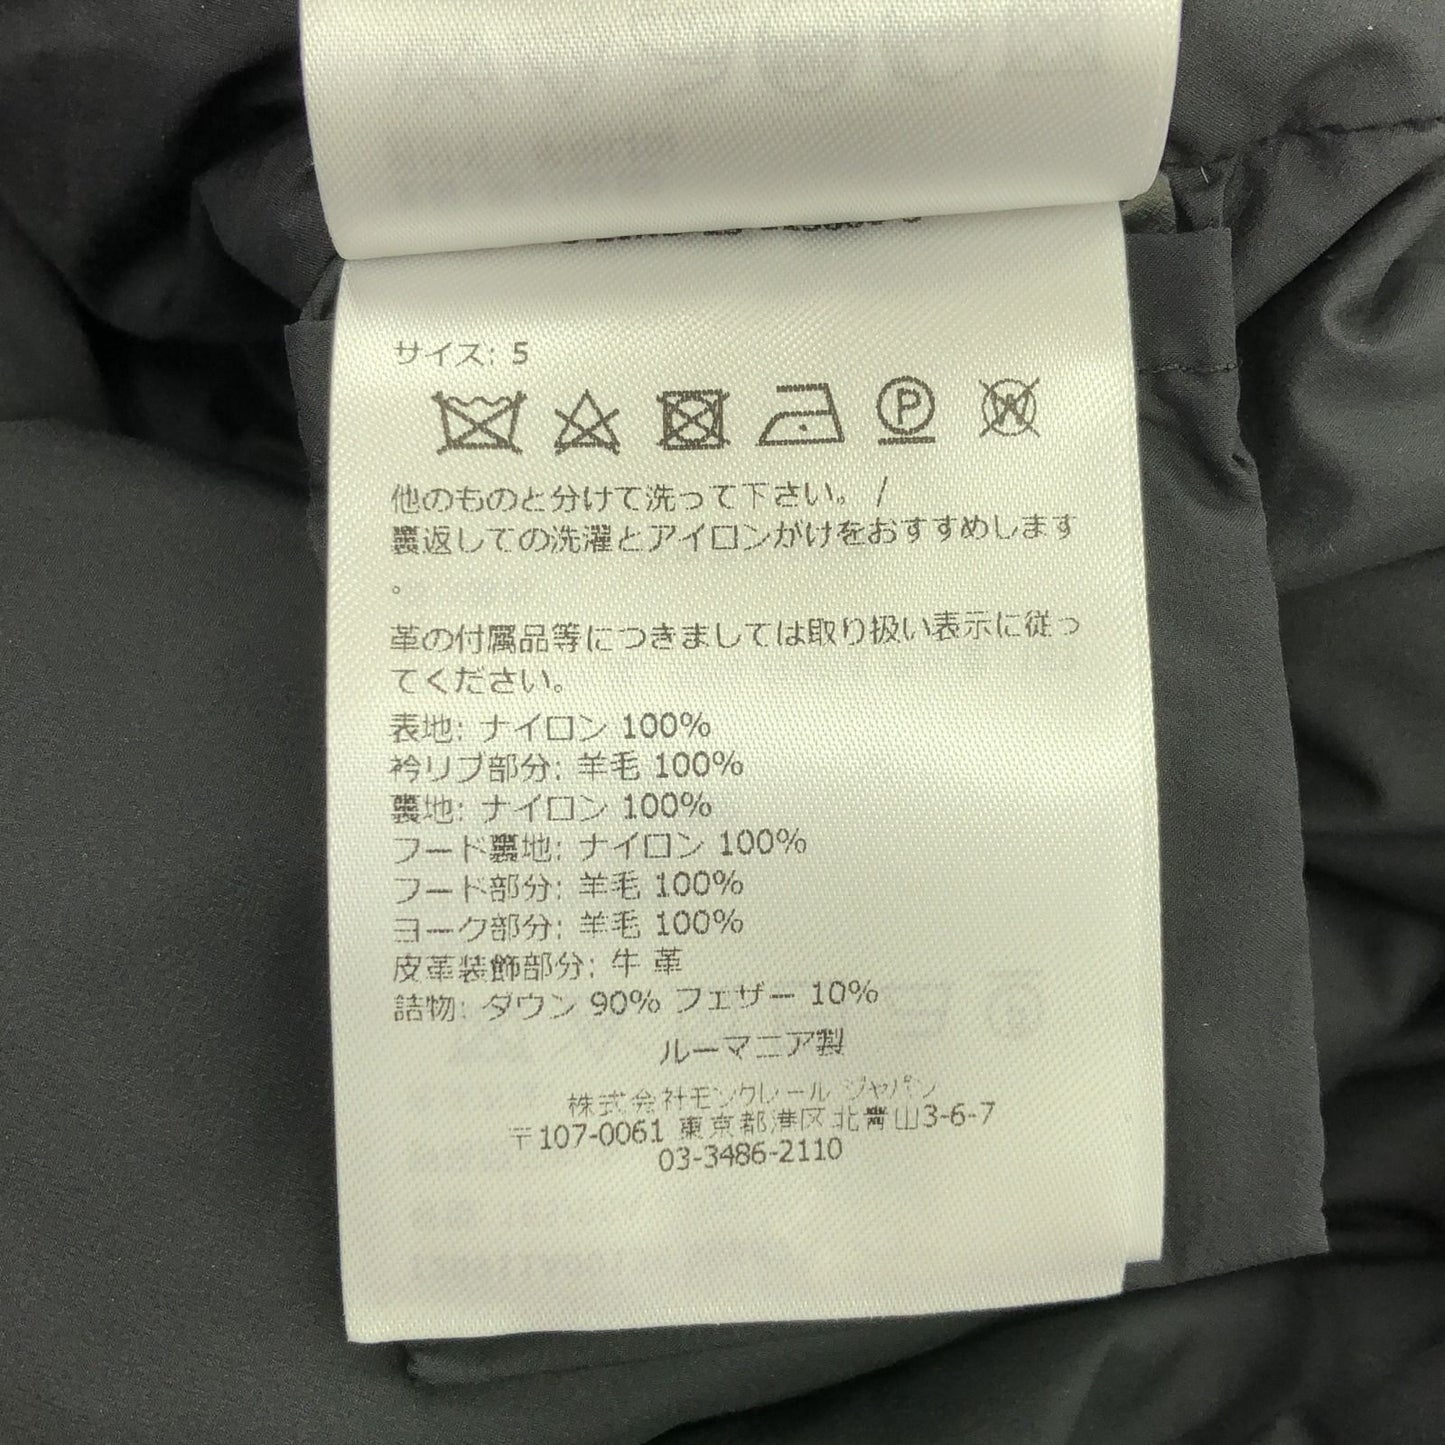 サイズ: 5
P W
他のものと分けて洗って下さい。 /
裏返しての洗濯とアイロンがけをおすすめします
。
革の付属品等につきましては取り扱い表示に従っ
てください。
表地: ナイロン 100%
衿リブ部分: 羊毛 100%
裏地: ナイロン 100%
フード裏地: ナイロン 100%
フード部分: 羊毛 100%
ヨーク部分: 羊毛 100%
皮革装飾部分: 牛 革
詰物: ダウン 90% フェザー 10%
ルーマニア製
株式会社モンクレール ジャパン
〒107-0061 東京都港区北青山3-6-7
03-3486-2110